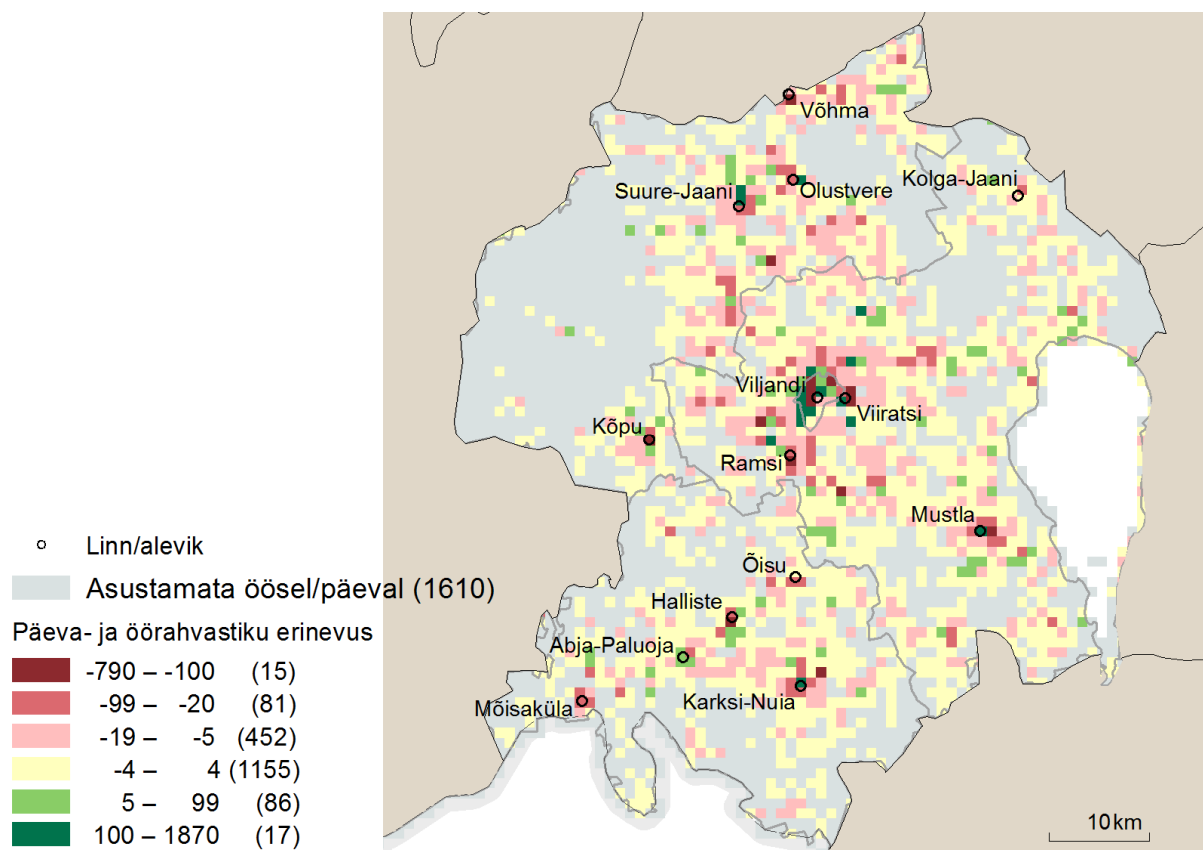 Võhma
Kolga-Jaani
Suure-Jaani
Olustvere
Viljandi
Viiratsi
Kõpu
Ramsi
Mustla
Õisu
Halliste
Abja-Paluoja
Mõisaküla
Karksi-Nuia
10 km
Linn/alevik
Asustamata öösel/päeval (1610)
Päeva- ja öörahvastiku erinevus
-790 – -100 (15)
-99 – -20 (81)
-19 – -5 (452)
-4 – 4 (1155)
5 – 99 (86)
100 – 1870 (17)